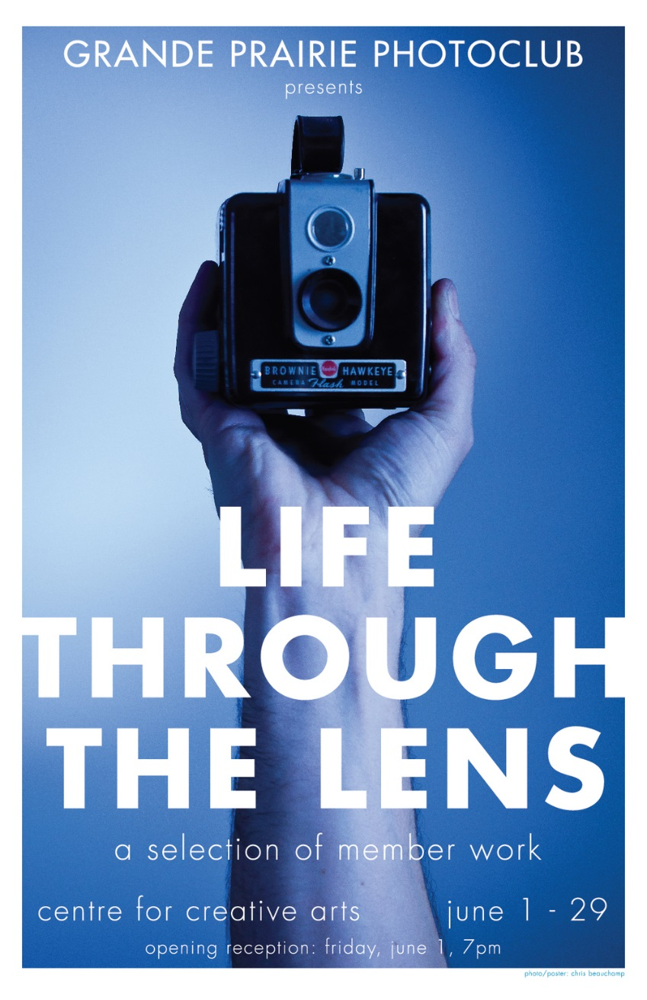 GRANDE PRAIRIE PHOTOCLUB
presents
BROWNIE Kodak HAWKEYE
CAMERA Flash MODEL
LIFE
THROUGH
THE LENS
a selection of member work
centre for creative arts june 1 - 29
opening reception: friday, june 1, 7pm
photo/poster: chris beauchamp